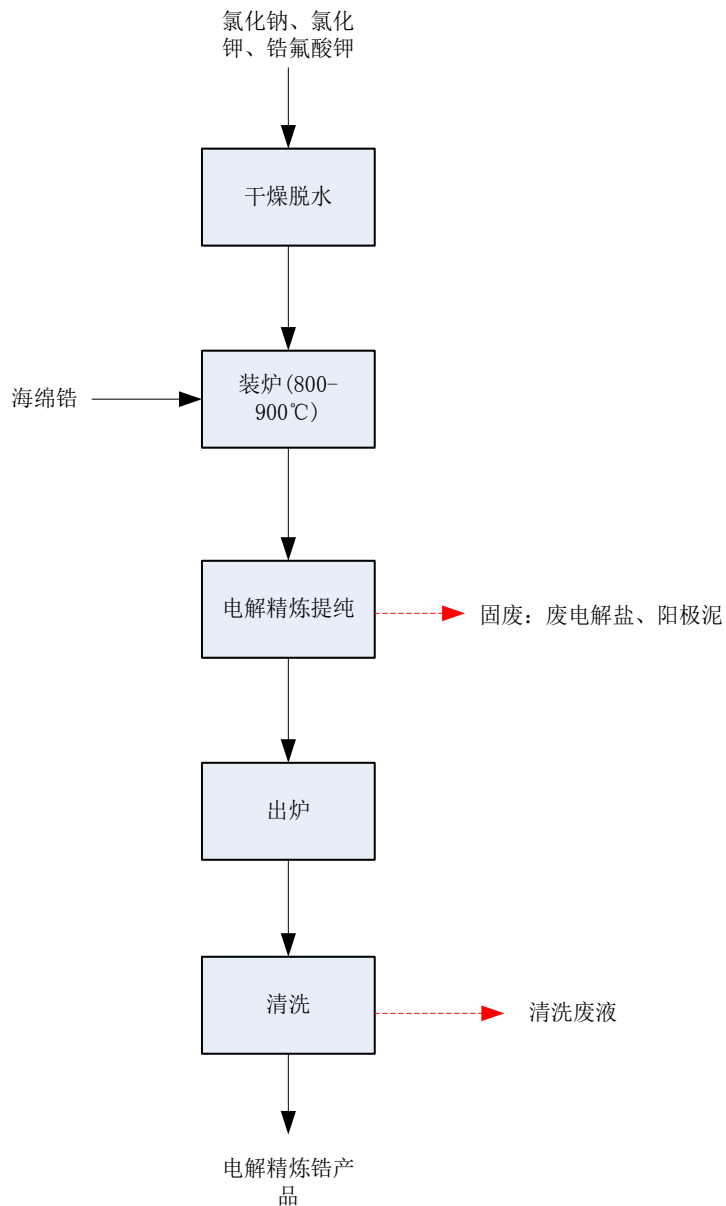 氯化钠、氯化
钾、锆氟酸钾
干燥脱水
海绵锆
装炉(800-
900℃)
电解精炼提纯
固废：废电解盐、阳极泥
出炉
清洗
清洗废液
电解精炼锆产
品